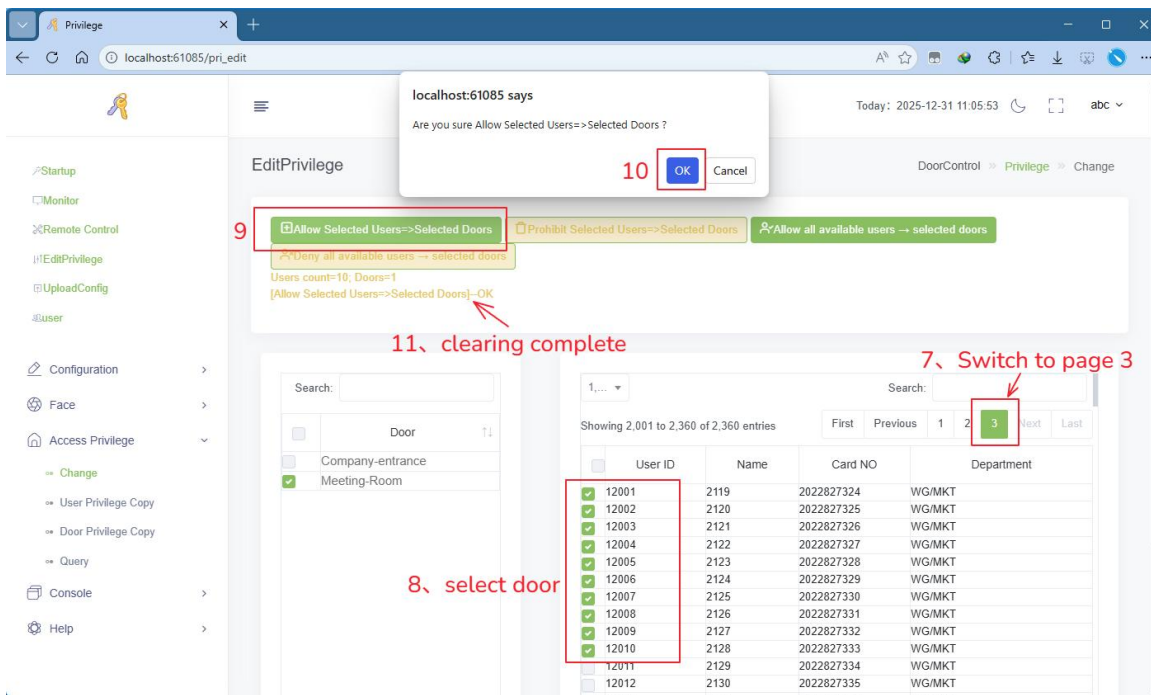 Privilege
localhost:61085/pri_edit
localhost:61085 says
Are you sure Allow Selected Users=>Selected Doors ?
10
OK
Cancel
Today: 2025-12-31 11:05:53
abc
EditPrivilege
DoorControl » Privilege » Change
Startup
Monitor
Remote Control
EditPrivilege
UploadConfig
user
Configuration
Face
Access Privilege
Change
User Privilege Copy
Door Privilege Copy
Query
Console
Help
9
Allow Selected Users=>Selected Doors
Prohibit Selected Users=>Selected Doors
Allow all available users → selected doors
Deny all available users → selected doors
Users count=10; Doors=1
[Allow Selected Users=>Selected Doors]--OK
11、clearing complete
7、Switch to page 3
Search:
Door
Company-entrance
Meeting-Room
8、select door
1,...
Search:
Showing 2,001 to 2,360 of 2,360 entries
First Previous 1 2 3 Next Last
User ID Name Card NO Department
12001 2119 2022827324 WG/MKT
12002 2120 2022827325 WG/MKT
12003 2121 2022827326 WG/MKT
12004 2122 2022827327 WG/MKT
12005 2123 2022827328 WG/MKT
12006 2124 2022827329 WG/MKT
12007 2125 2022827330 WG/MKT
12008 2126 2022827331 WG/MKT
12009 2127 2022827332 WG/MKT
12010 2128 2022827333 WG/MKT
12011 2129 2022827334 WG/MKT
12012 2130 2022827335 WG/MKT